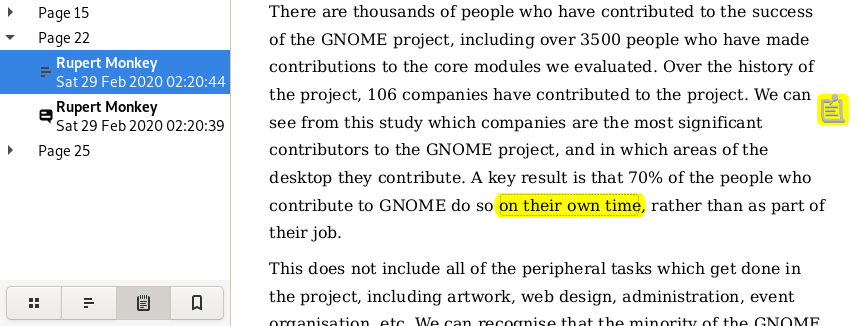 Page 15
Page 22
Rupert Monkey
Sat 29 Feb 2020 02:20:44
Rupert Monkey
Sat 29 Feb 2020 02:20:39
Page 25
There are thousands of people who have contributed to the success
of the GNOME project, including over 3500 people who have made
contributions to the core modules we evaluated. Over the history of
the project, 106 companies have contributed to the project. We can
see from this study which companies are the most significant
contributors to the GNOME project, and in which areas of the
desktop they contribute. A key result is that 70% of the people who
contribute to GNOME do so on their own time, rather than as part of
their job.
This does not include all of the peripheral tasks which get done in
the project, including artwork, web design, administration, event
organisation, etc. We can recognise that the minority of the GNOME